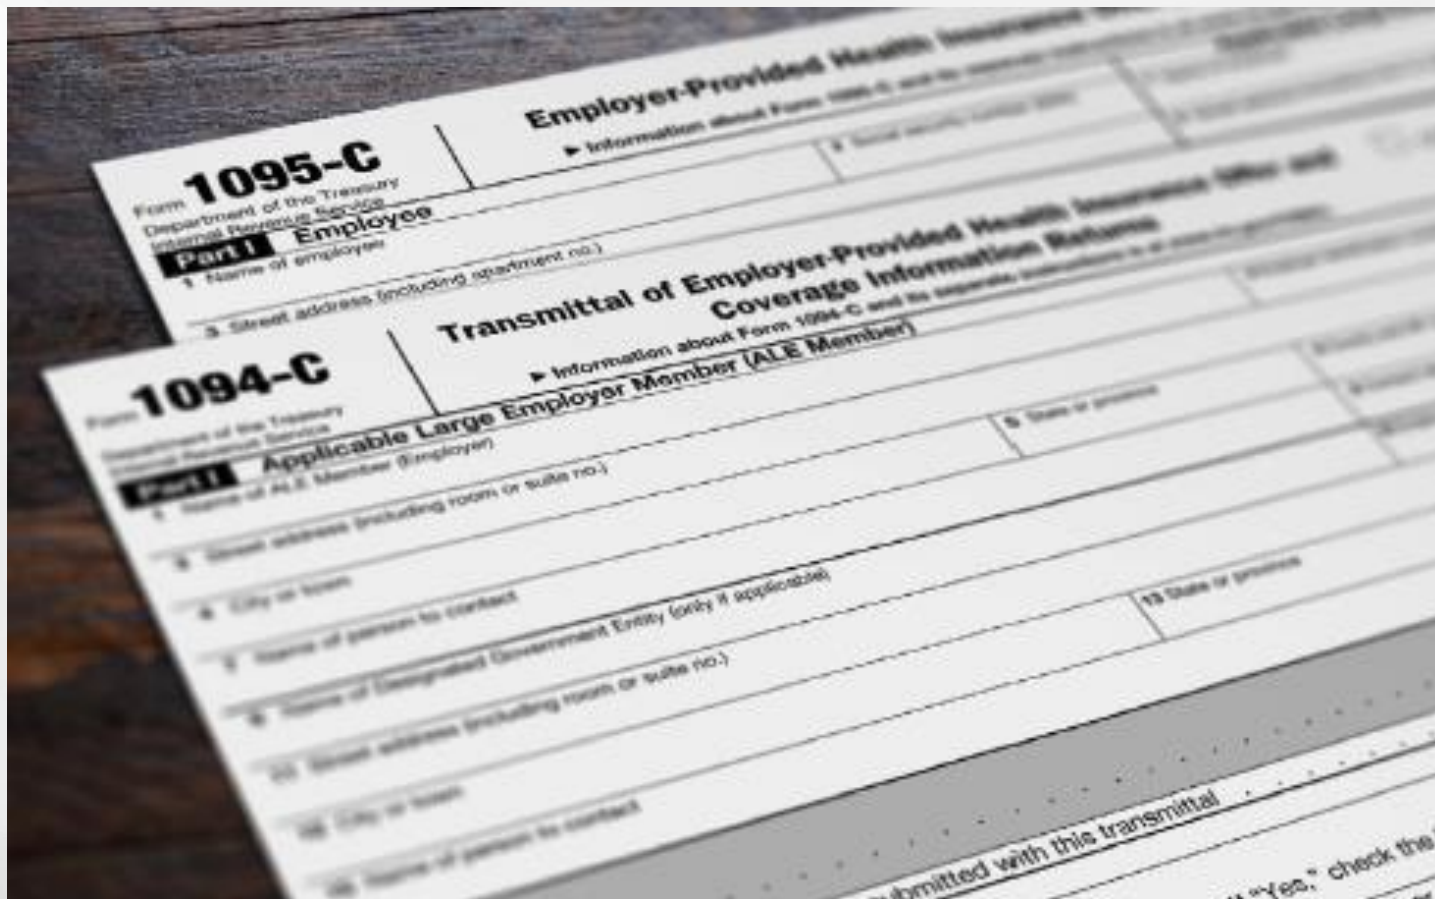 Form 1095-C
Department of the Treasury
Internal Revenue Service
Employer-Provided Health Insurance
► Information about Form 1095-C and its separate
Part I Employee
1 Name of employee
2 Social security number
3 Street address (including apartment no.)
Form 1094-C
Department of the Treasury
Internal Revenue Service
Transmittal of Employer-Provided Health Insurance Offer and
Coverage Information Returns
► Information about Form 1094-C and its separate instructions is at
Part I Applicable Large Employer Member (ALE Member)
1 Name of ALE Member (Employer)
3 Street address (including room or suite no.)
4 City or town
5 State or province
7 Name of person to contact
9 Name of Designated Government Entity (only if applicable)
11 Street address (including room or suite no.)
12 City or town
13 State or province
Name of person to contact
submitted with this transmittal
"Yes," check the